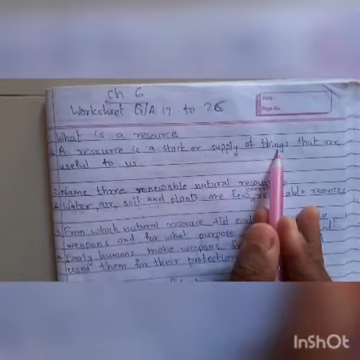 Ch 6
Worksheet Q/A 17 to 26
What is a resource
A resource is a stock or supply of things that are
useful to us.
2. Name three renewable natural
A. Water, air, soil and plants are few resources
3. From which natural resource did
weapons and for what purpose
A. Early humans make weapons
used them for their protection
InShOt